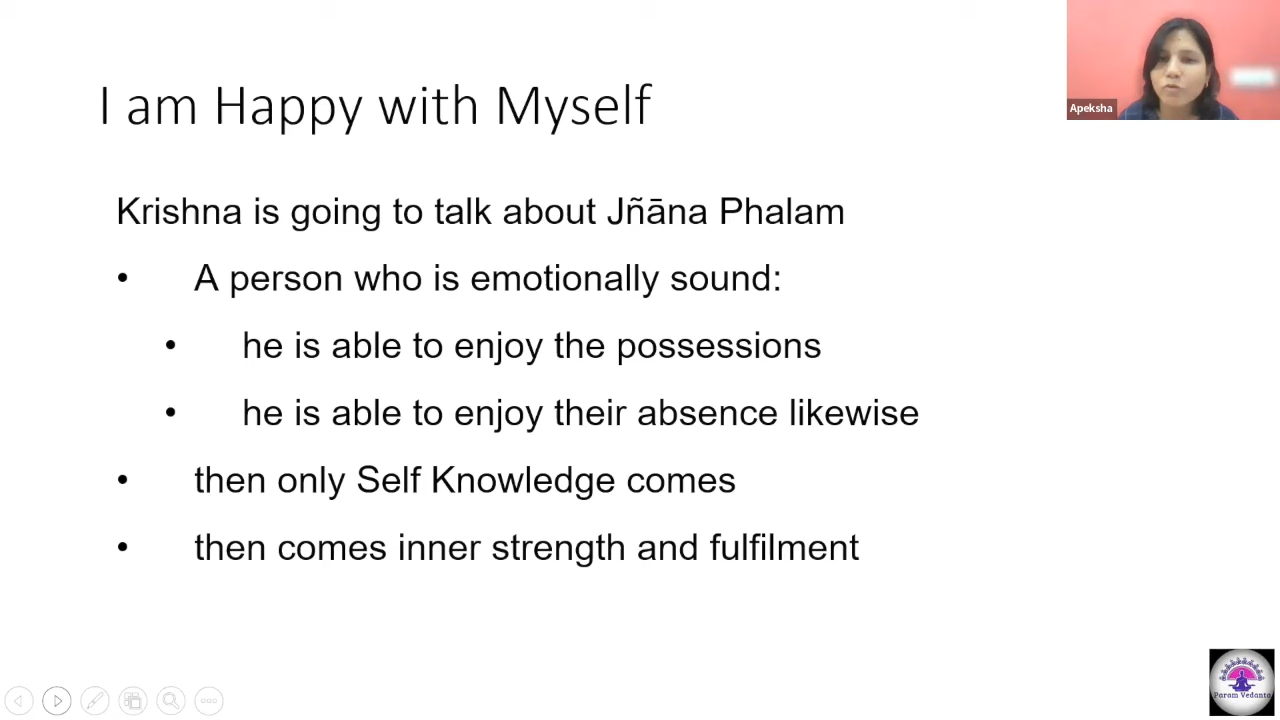 I am Happy with Myself
Apeksha
Krishna is going to talk about Jñāna Phalam
• A person who is emotionally sound:
• he is able to enjoy the possessions
• he is able to enjoy their absence likewise
• then only Self Knowledge comes
• then comes inner strength and fulfilment
Param Vedanta